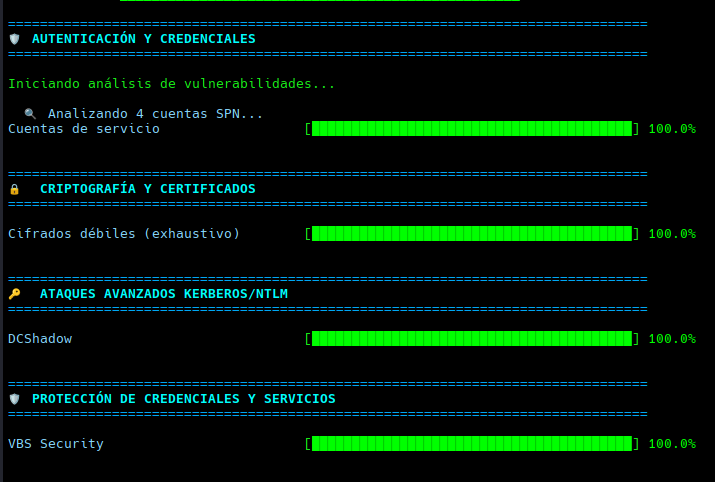 ================================================================================
🛡️ AUTENTICACIÓN Y CREDENCIALES
================================================================================
Iniciando análisis de vulnerabilidades...
🔍 Analizando 4 cuentas SPN...
Cuentas de servicio [████████████████████████████████████████] 100.0%
================================================================================
🔒 CRIPTOGRAFÍA Y CERTIFICADOS
================================================================================
Cifrados débiles (exhaustivo) [████████████████████████████████████████] 100.0%
================================================================================
🔑 ATAQUES AVANZADOS KERBEROS/NTLM
================================================================================
DCShadow [████████████████████████████████████████] 100.0%
================================================================================
🛡️ PROTECCIÓN DE CREDENCIALES Y SERVICIOS
================================================================================
VBS Security [████████████████████████████████████████] 100.0%